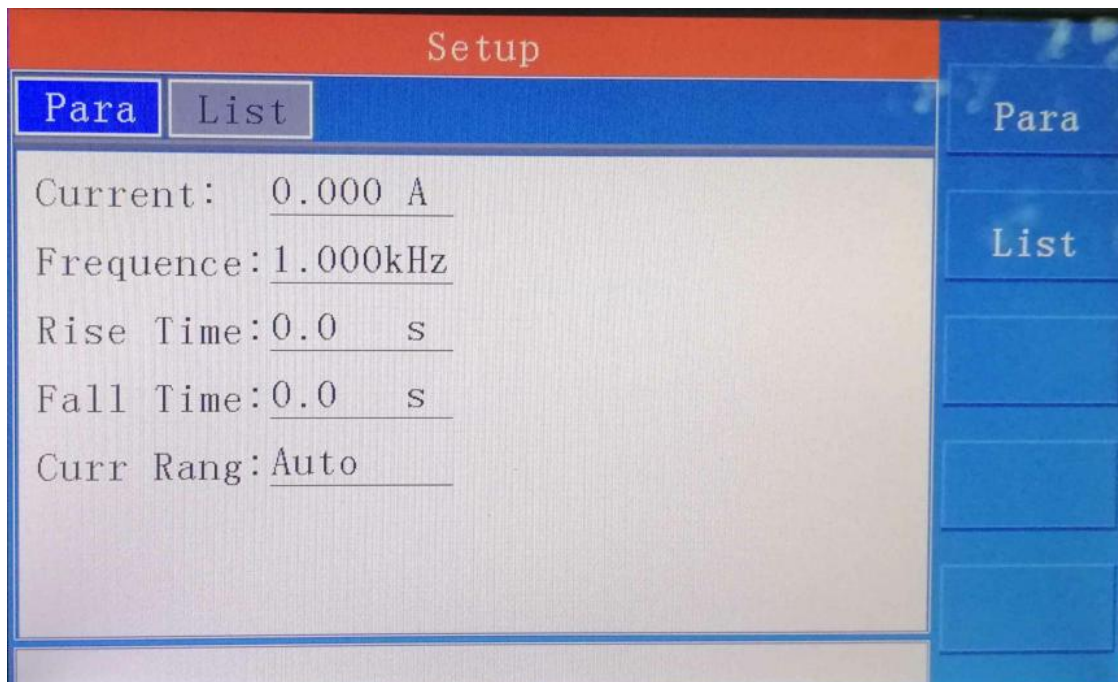 Setup
Para List
Para
Current: 0.000 A
List
Frequence:1.000kHz
Rise Time:0.0 s
Fall Time:0.0 s
Curr Rang:Auto